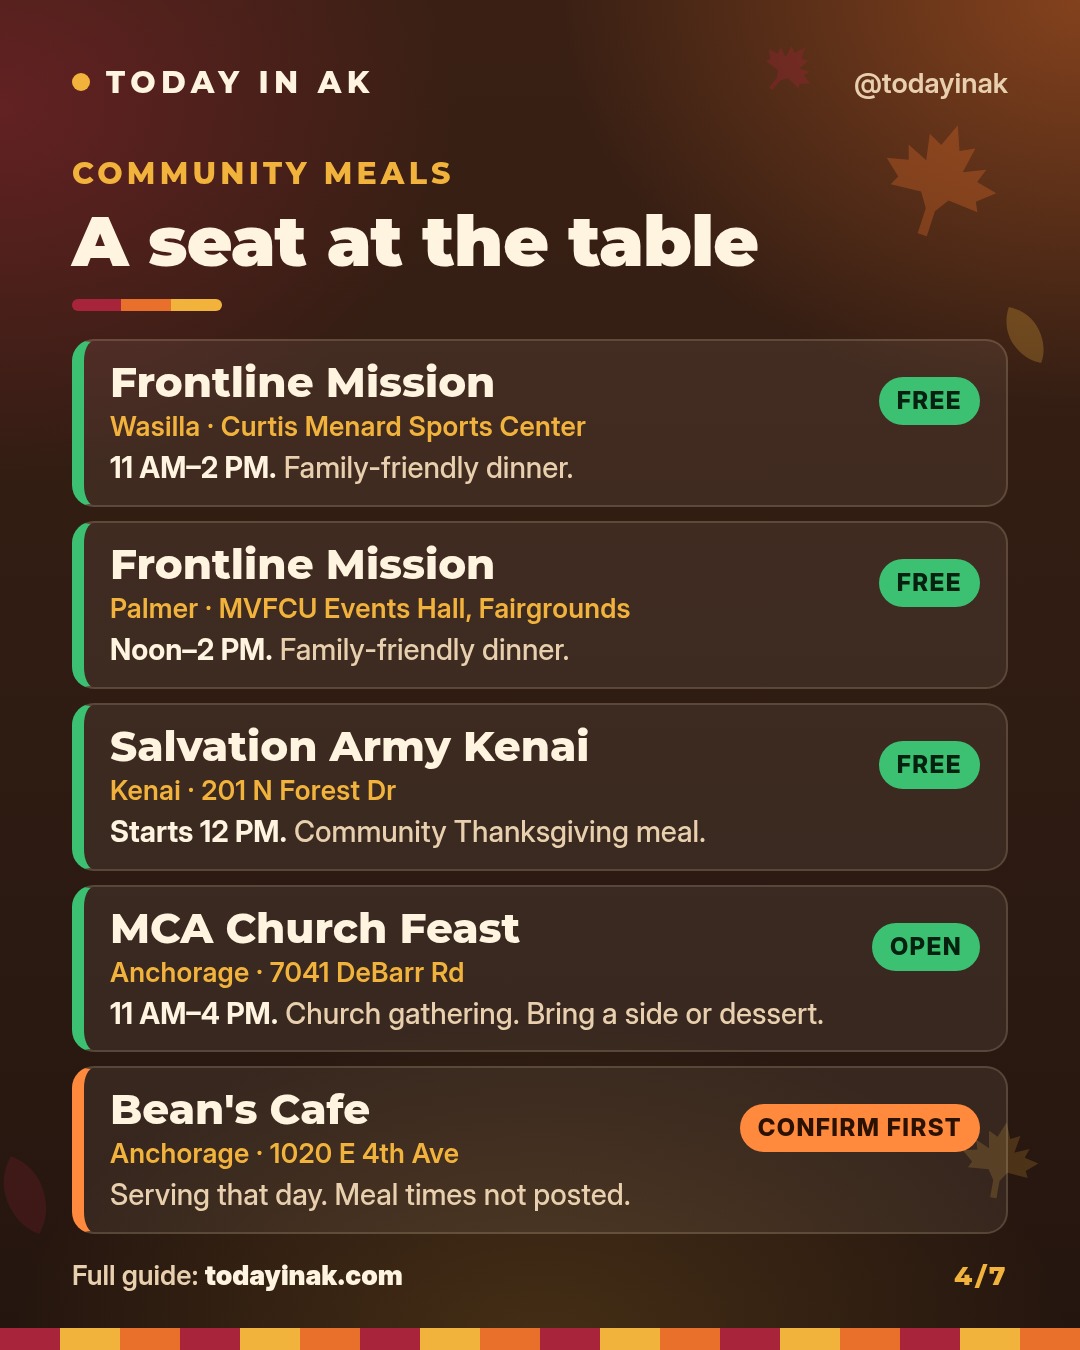 TODAY IN AK
@todayinak
COMMUNITY MEALS
A seat at the table
Frontline Mission
FREE
Wasilla · Curtis Menard Sports Center
11 AM–2 PM. Family-friendly dinner.
Frontline Mission
FREE
Palmer · MVFCU Events Hall, Fairgrounds
Noon–2 PM. Family-friendly dinner.
Salvation Army Kenai
FREE
Kenai · 201 N Forest Dr
Starts 12 PM. Community Thanksgiving meal.
MCA Church Feast
OPEN
Anchorage · 7041 DeBarr Rd
11 AM–4 PM. Church gathering. Bring a side or dessert.
Bean's Cafe
CONFIRM FIRST
Anchorage · 1020 E 4th Ave
Serving that day. Meal times not posted.
Full guide: todayinak.com
4/7